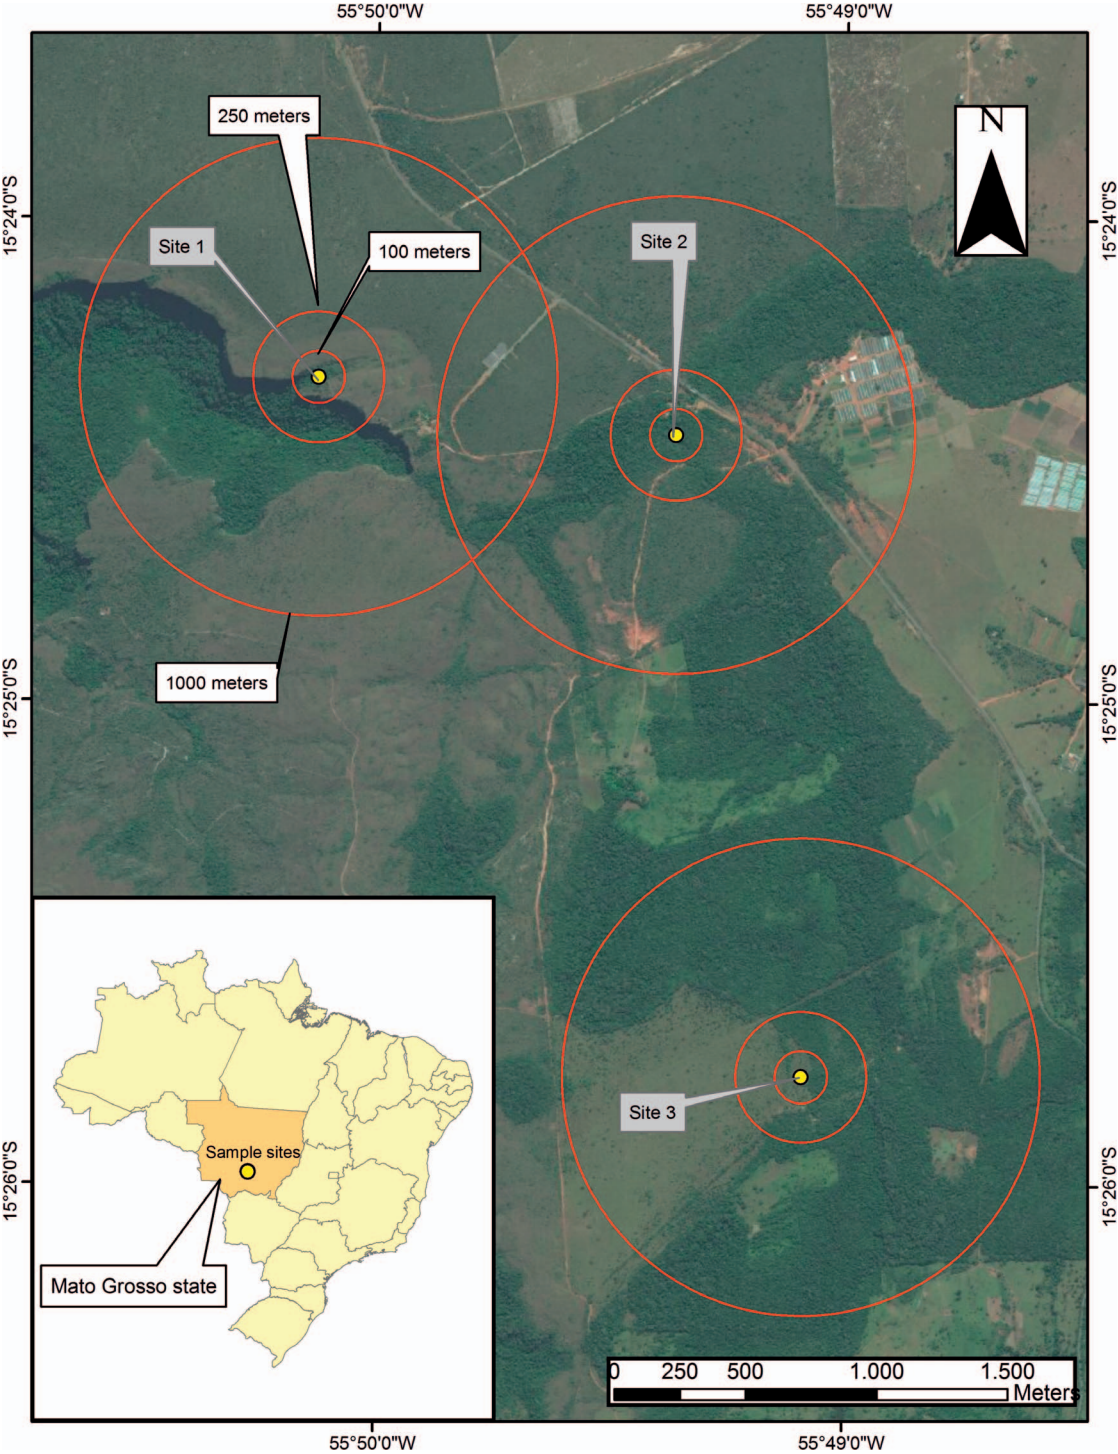 55°50'0"W
55°49'0"W
250 meters
N
15°24'0"S
15°24'0"S
Site 1
100 meters
Site 2
1000 meters
15°25'0"S
15°25'0"S
Site 3
Sample sites
Mato Grosso state
15°26'0"S
15°26'0"S
0 250 500 1.000 1.500
Meters
55°50'0"W
55°49'0"W